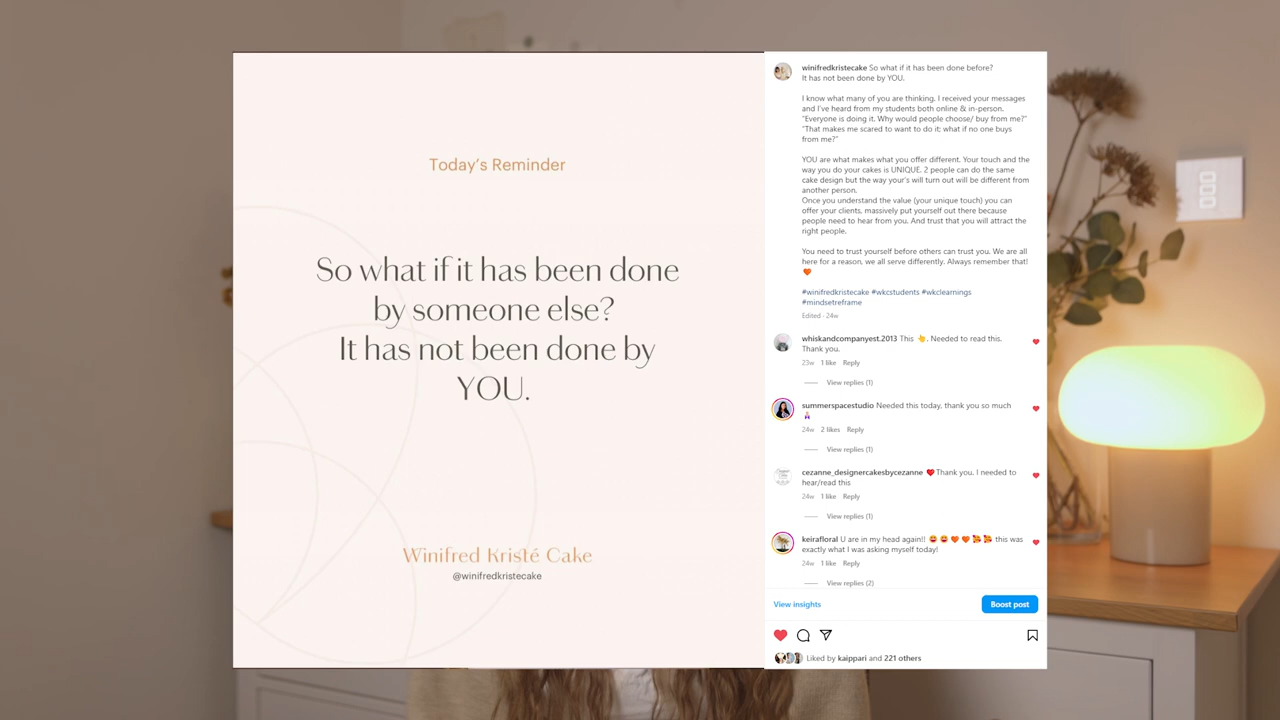 Today's Reminder
So what if it has been done
by someone else?
It has not been done by
YOU.
Winifred Kristé Cake
@winifredkristecake
winifredkristecake So what if it has been done before?
It has not been done by YOU.
I know what many of you are thinking. I received your messages
and I've heard from my students both online & in-person.
"Everyone is doing it. Why would people choose/ buy from me?"
"That makes me scared to want to do it; what if no one buys
from me?"
YOU are what makes what you offer different. Your touch and the
way you do your cakes is UNIQUE. 2 people can do the same
cake design but the way your's will turn out will be different from
another person.
Once you understand the value (your unique touch) you can
offer your clients, massively put yourself out there because
people need to hear from you. And trust that you will attract the
right people.
You need to trust yourself before others can trust you. We are all
here for a reason, we all serve differently. Always remember that!
🧡
#winifredkristecake #wkcstudents #wkclearnings
#mindsetreframe
Edited · 24w
whiskandcompanyest.2013 This 👆. Needed to read this.
Thank you.
23w 1 like Reply
View replies (1)
summerspacestudio Needed this today, thank you so much
🙏🏻
24w 2 likes Reply
View replies (1)
cezanne_designercakesbycezanne ❤️Thank you. I needed to
hear/read this
24w 1 like Reply
View replies (1)
keirafloral U are in my head again!! 😆 😆 🧡 🧡 🥰 🥰 this was
exactly what I was asking myself today!
24w 1 like Reply
View replies (2)
View insights
Boost post
Liked by kaippari and 221 others